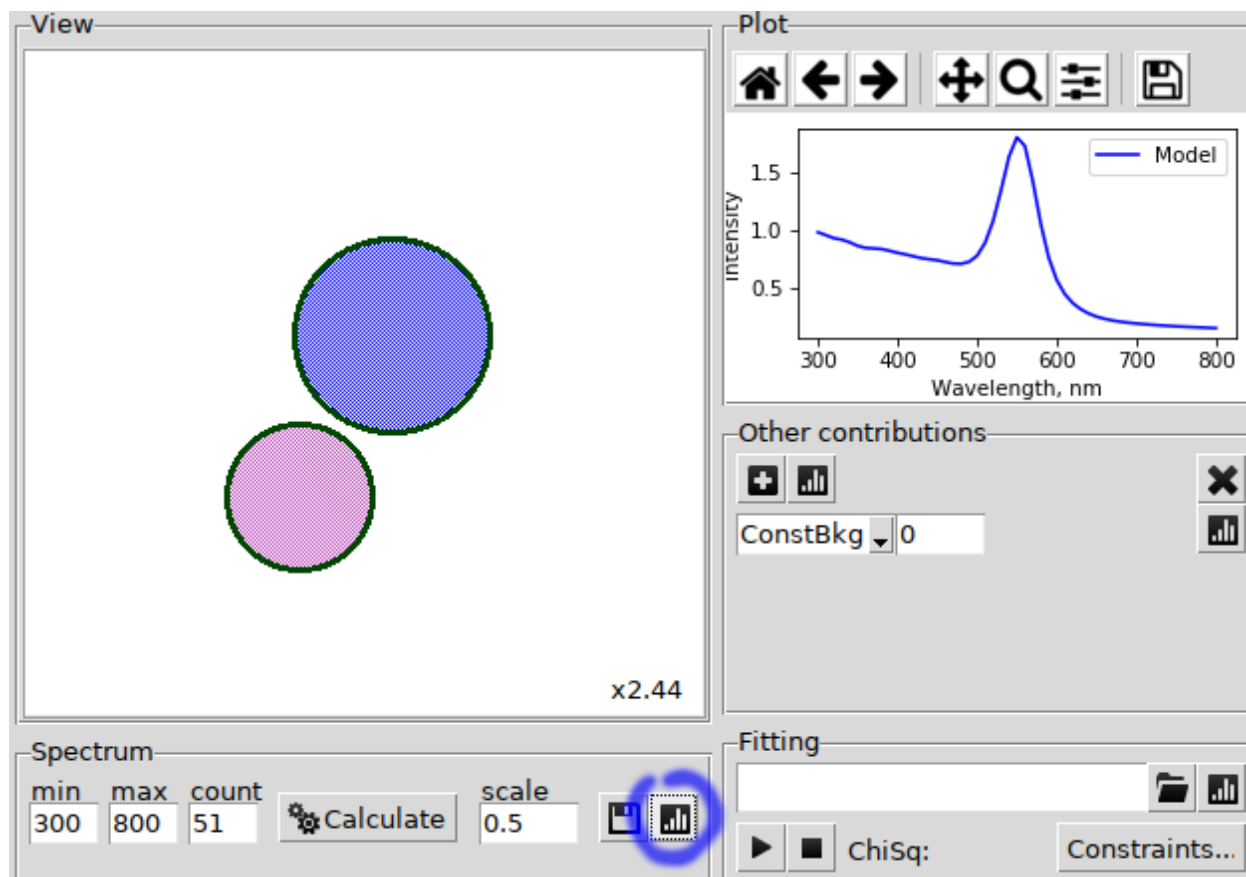 View
x2.44
Spectrum
min max count scale
300 800 51 Calculate 0.5
Plot
Model
1.5
1.0
0.5
intensity
300 400 500 600 700 800
Wavelength, nm
Other contributions
ConstBkg 0
Fitting
ChiSq: Constraints...